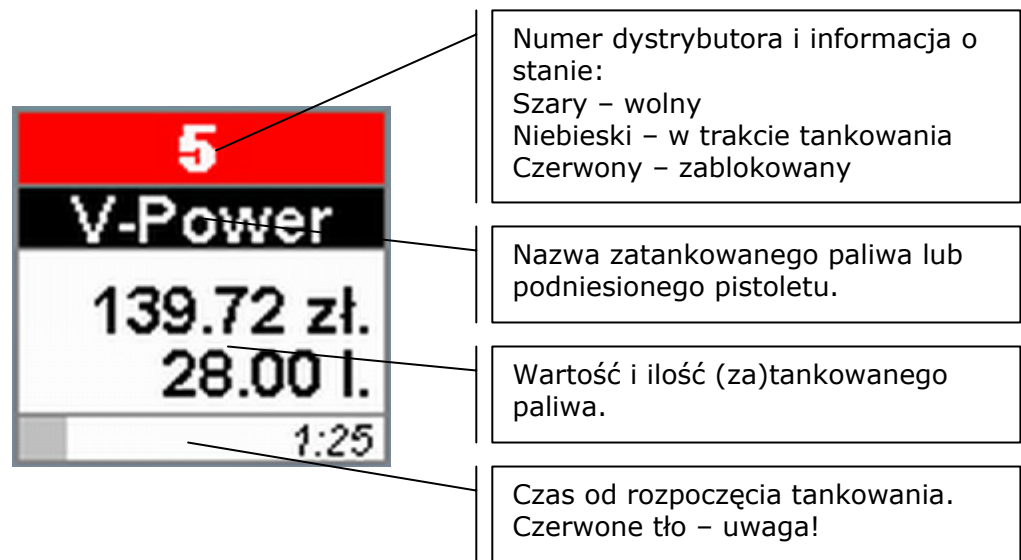 5
V-Power
139.72 zł.
28.00 l.
1:25
Numer dystrybutora i informacja o
stanie:
Szary – wolny
Niebieski – w trakcie tankowania
Czerwony – zablokowany
Nazwa zatankowanego paliwa lub
podniesionego pistoletu.
Wartość i ilość (za)tankowanego
paliwa.
Czas od rozpoczęcia tankowania.
Czerwone tło – uwaga!